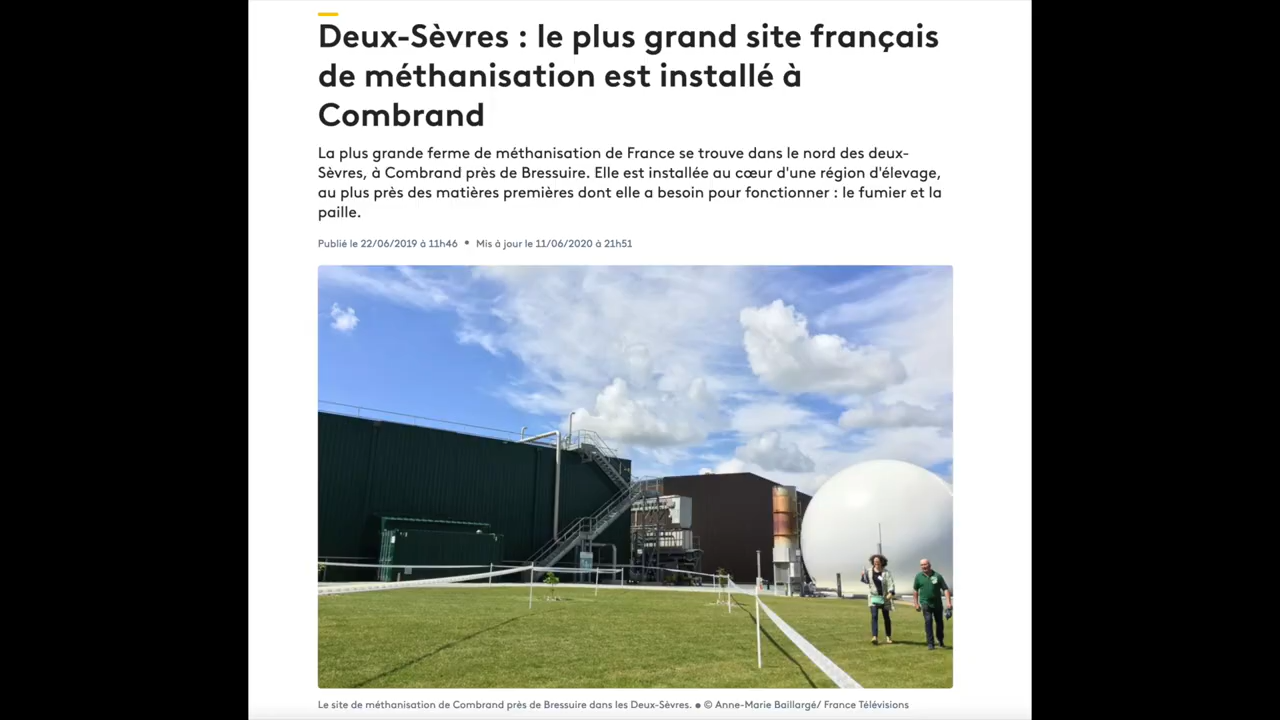 Deux-Sèvres : le plus grand site français
de méthanisation est installé à
Combrand
La plus grande ferme de méthanisation de France se trouve dans le nord des deux-
Sèvres, à Combrand près de Bressuire. Elle est installée au cœur d'une région d'élevage,
au plus près des matières premières dont elle a besoin pour fonctionner : le fumier et la
paille.
Publié le 22/06/2019 à 11h46 • Mis à jour le 11/06/2020 à 21h51
Le site de méthanisation de Combrand près de Bressuire dans les Deux-Sèvres. • © Anne-Marie Baillargé/ France Télévisions